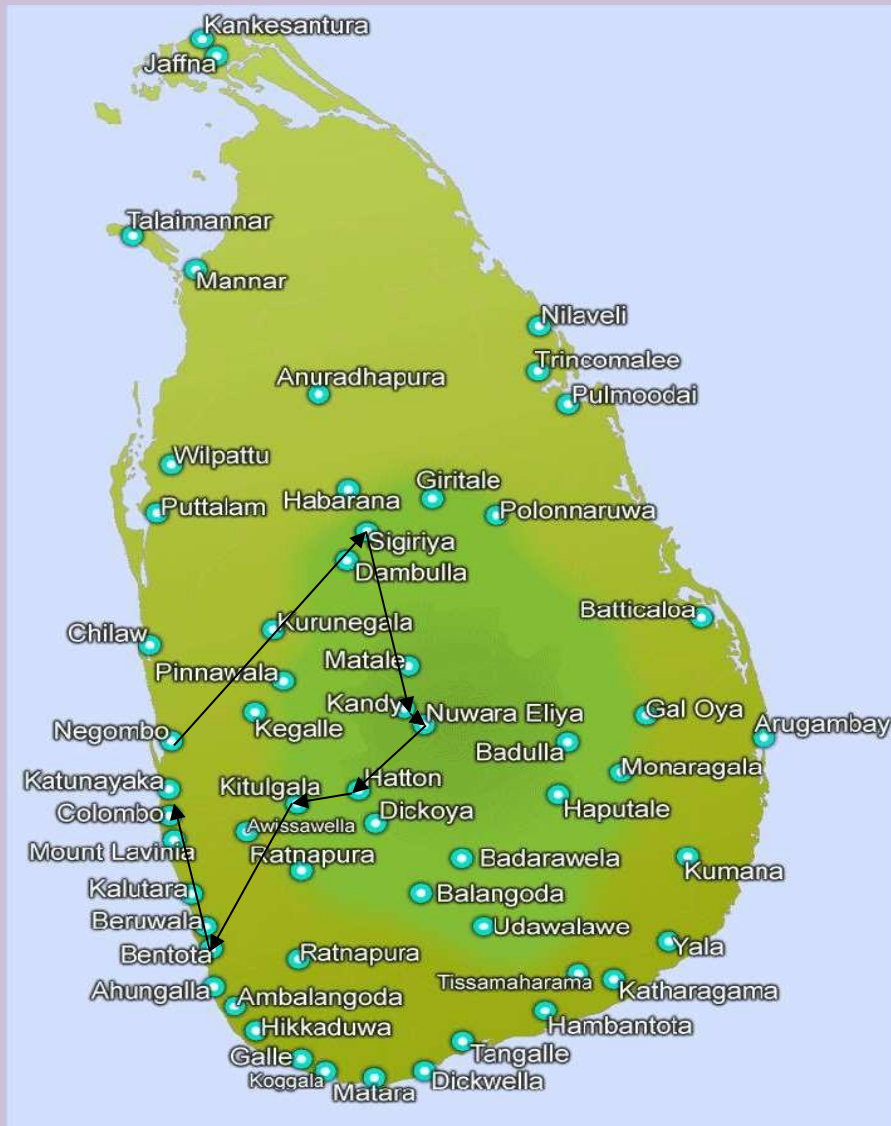 Kankesantura
Jaffna
Talaimannar
Mannar
Nilaveli
Trincomalee
Anuradhapura
Pulmoodai
Wilpattu
Habarana
Giritale
Puttalam
Polonnaruwa
Sigiriya
Dambulla
Batticaloa
Kurunegala
Chilaw
Matale
Pinnawala
Kandy
Nuwara Eliya
Gal Oya
Kegalle
Negombo
Badulla
Arugambay
Monaragala
Katunayaka
Kitulgala
Hatton
Haputale
Colombo
Awissawella
Dickoya
Mount Lavinia
Ratnapura
Badarawela
Kumana
Kalutara
Balangoda
Beruwala
Udawalawe
Bentota
Ratnapura
Yala
Tissamaharama
Ahungalla
Katharagama
Ambalangoda
Hikkaduwa
Hambantota
Galle
Tangalle
Koggala
Matara
Dickwella